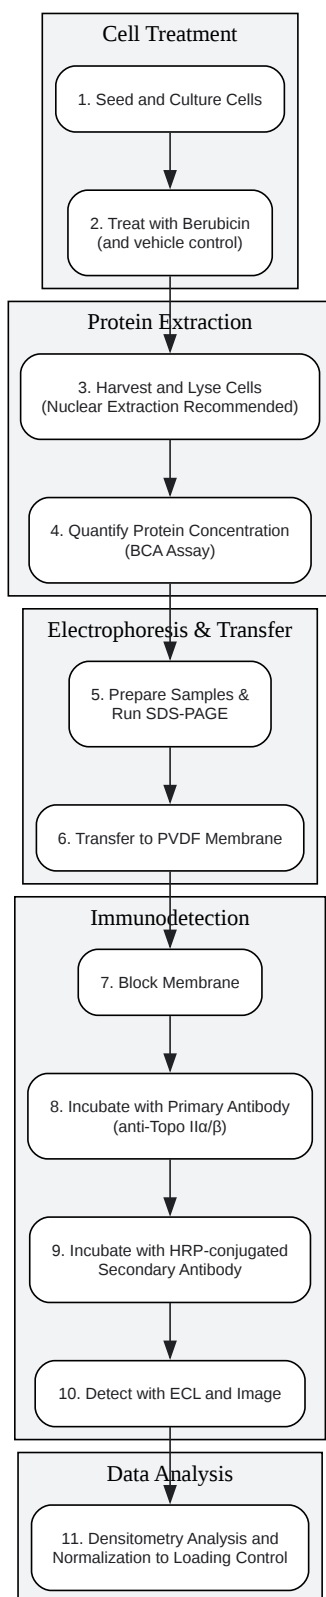 Cell Treatment
1. Seed and Culture Cells
2. Treat with Berubicin
(and vehicle control)
Protein Extraction
3. Harvest and Lyse Cells
(Nuclear Extraction Recommended)
4. Quantify Protein Concentration
(BCA Assay)
Electrophoresis & Transfer
5. Prepare Samples &
Run SDS-PAGE
6. Transfer to PVDF Membrane
Immunodetection
7. Block Membrane
8. Incubate with Primary Antibody
(anti-Topo IIα/β)
9. Incubate with HRP-conjugated
Secondary Antibody
10. Detect with ECL and Image
Data Analysis
11. Densitometry Analysis and
Normalization to Loading Control